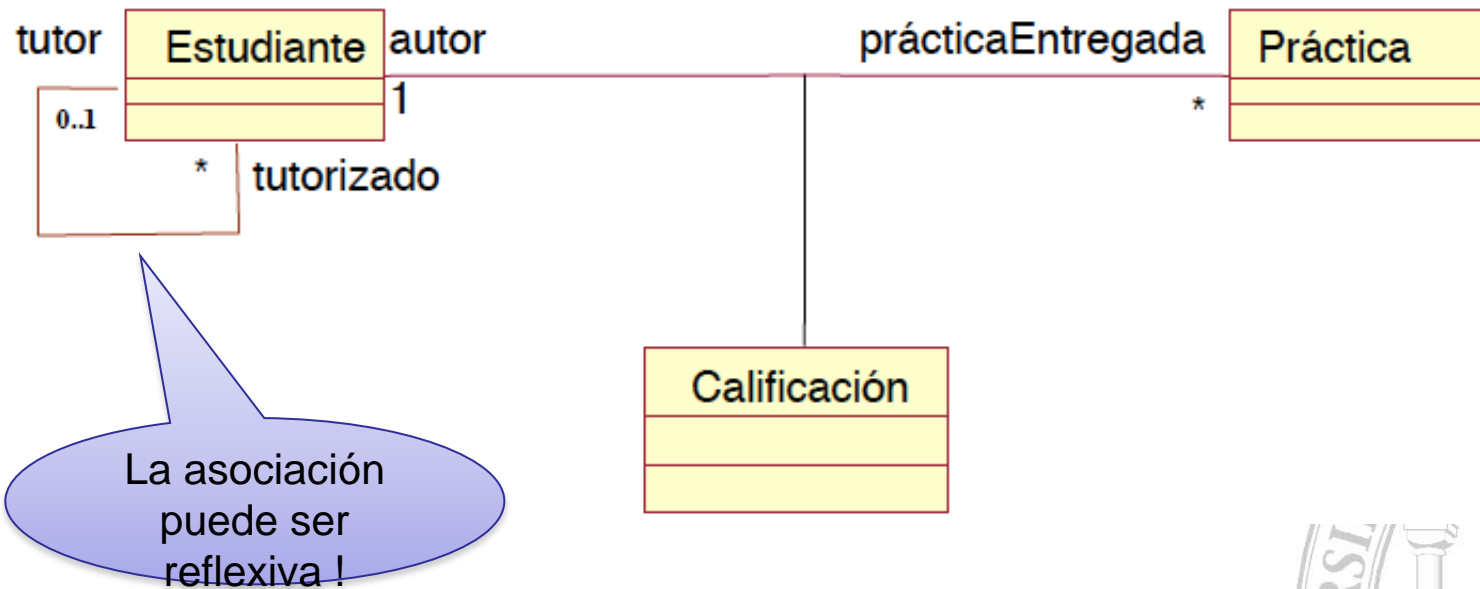 tutor
Estudiante
autor
prácticaEntregada
Práctica
0..1
1
*
*
tutorizado
Calificación
La asociación
puede ser
reflexiva !